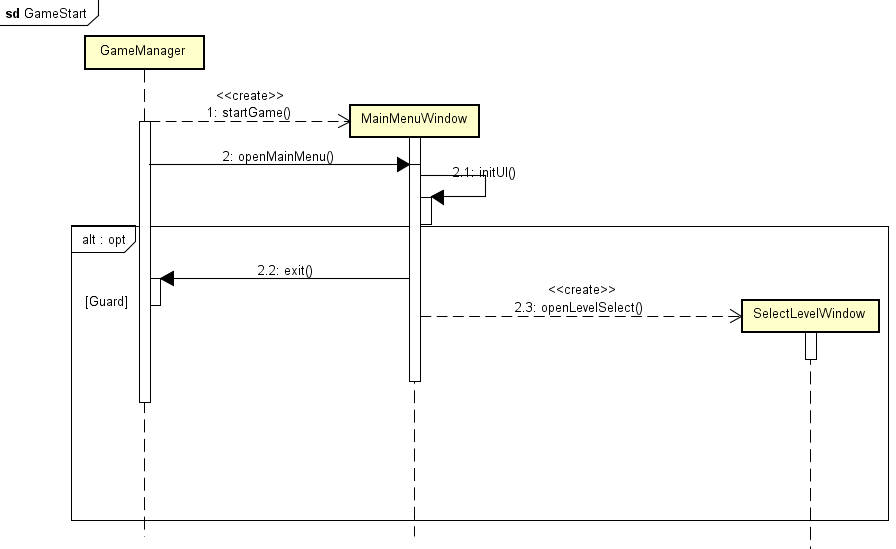 sd GameStart
GameManager
<<create>>
1: startGame()
MainMenuWindow
2: openMainMenu()
2.1: initUI()
alt : opt
2.2: exit()
[Guard]
<<create>>
2.3: openLevelSelect()
SelectLevelWindow